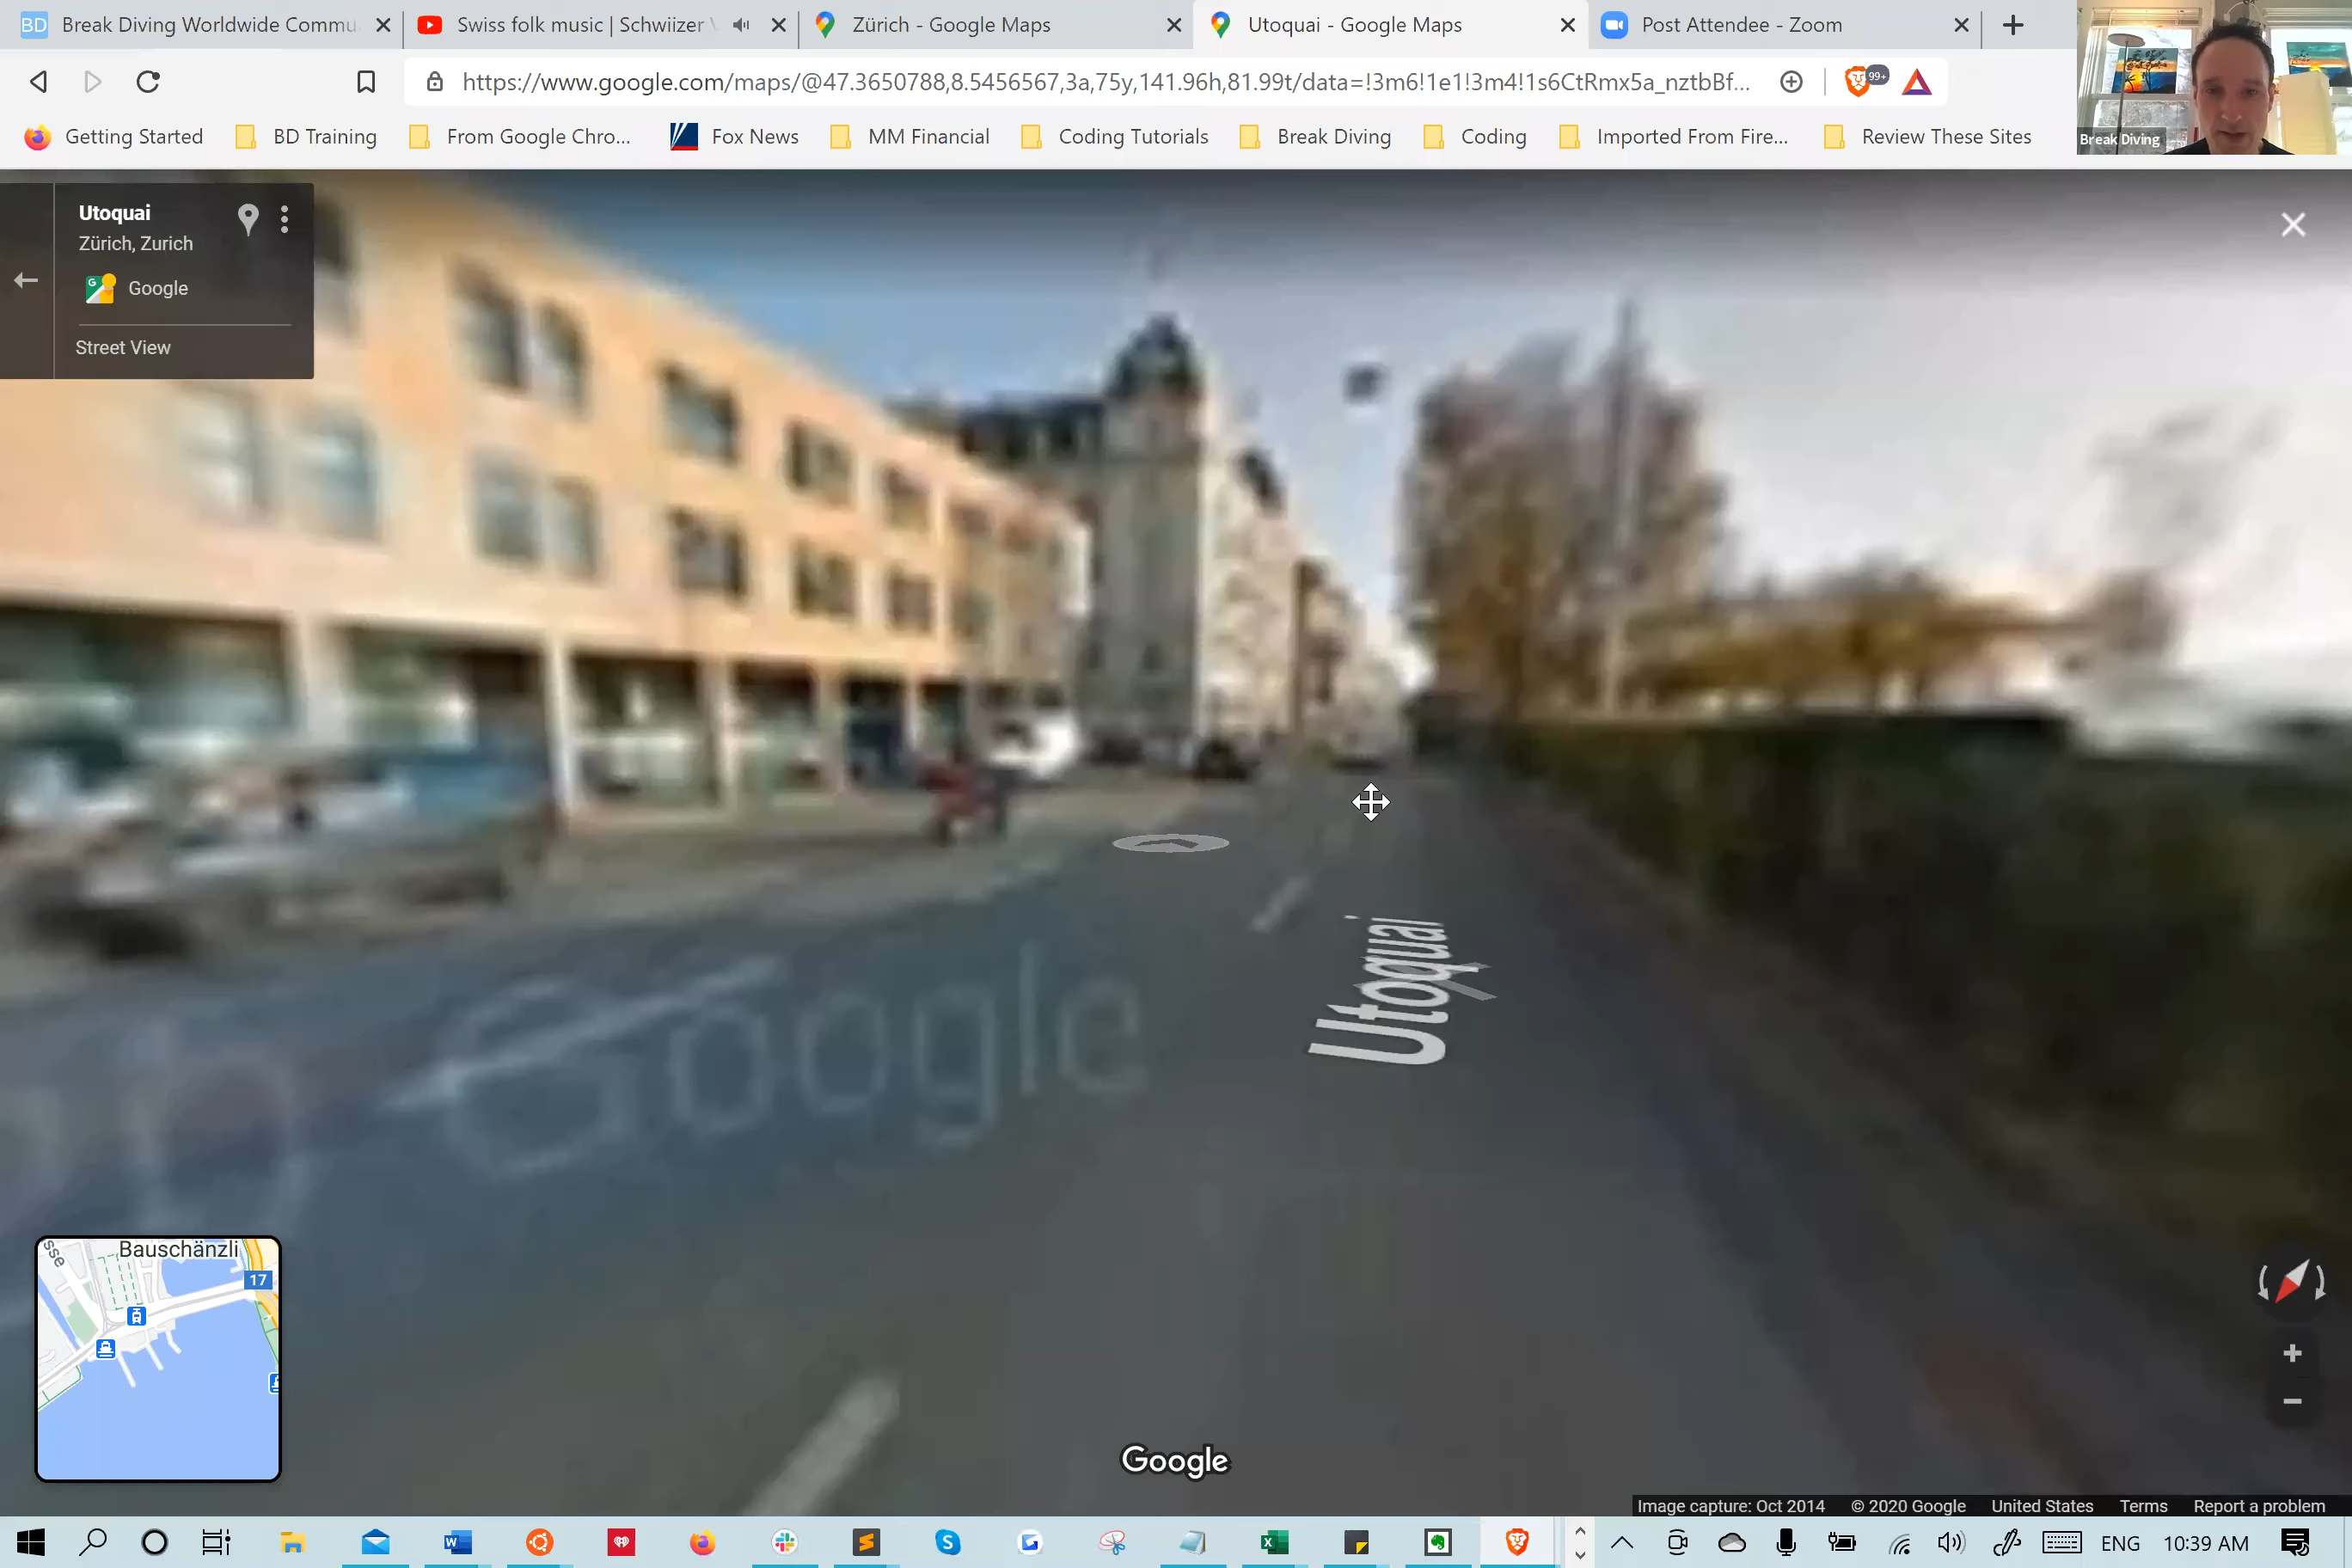 BD Break Diving Worldwide Commu
Swiss folk music | Schwiizer
Zürich - Google Maps
Utoquai - Google Maps
Post Attendee - Zoom
https://www.google.com/maps/@47.3650788,8.5456567,3a,75y,141.96h,81.99t/data=!3m6!1e1!3m4!1s6CtRmx5a_nztbBf...
99+
Getting Started
BD Training
From Google Chro...
Fox News
MM Financial
Coding Tutorials
Break Diving
Coding
Imported From Fire...
Review These Sites
Break Diving
Utoquai
Zürich, Zurich
Google
Street View
Utoquai
Google
Bauschänzli
sse
17
Google
Image capture: Oct 2014 © 2020 Google United States Terms Report a problem
ENG 10:39 AM